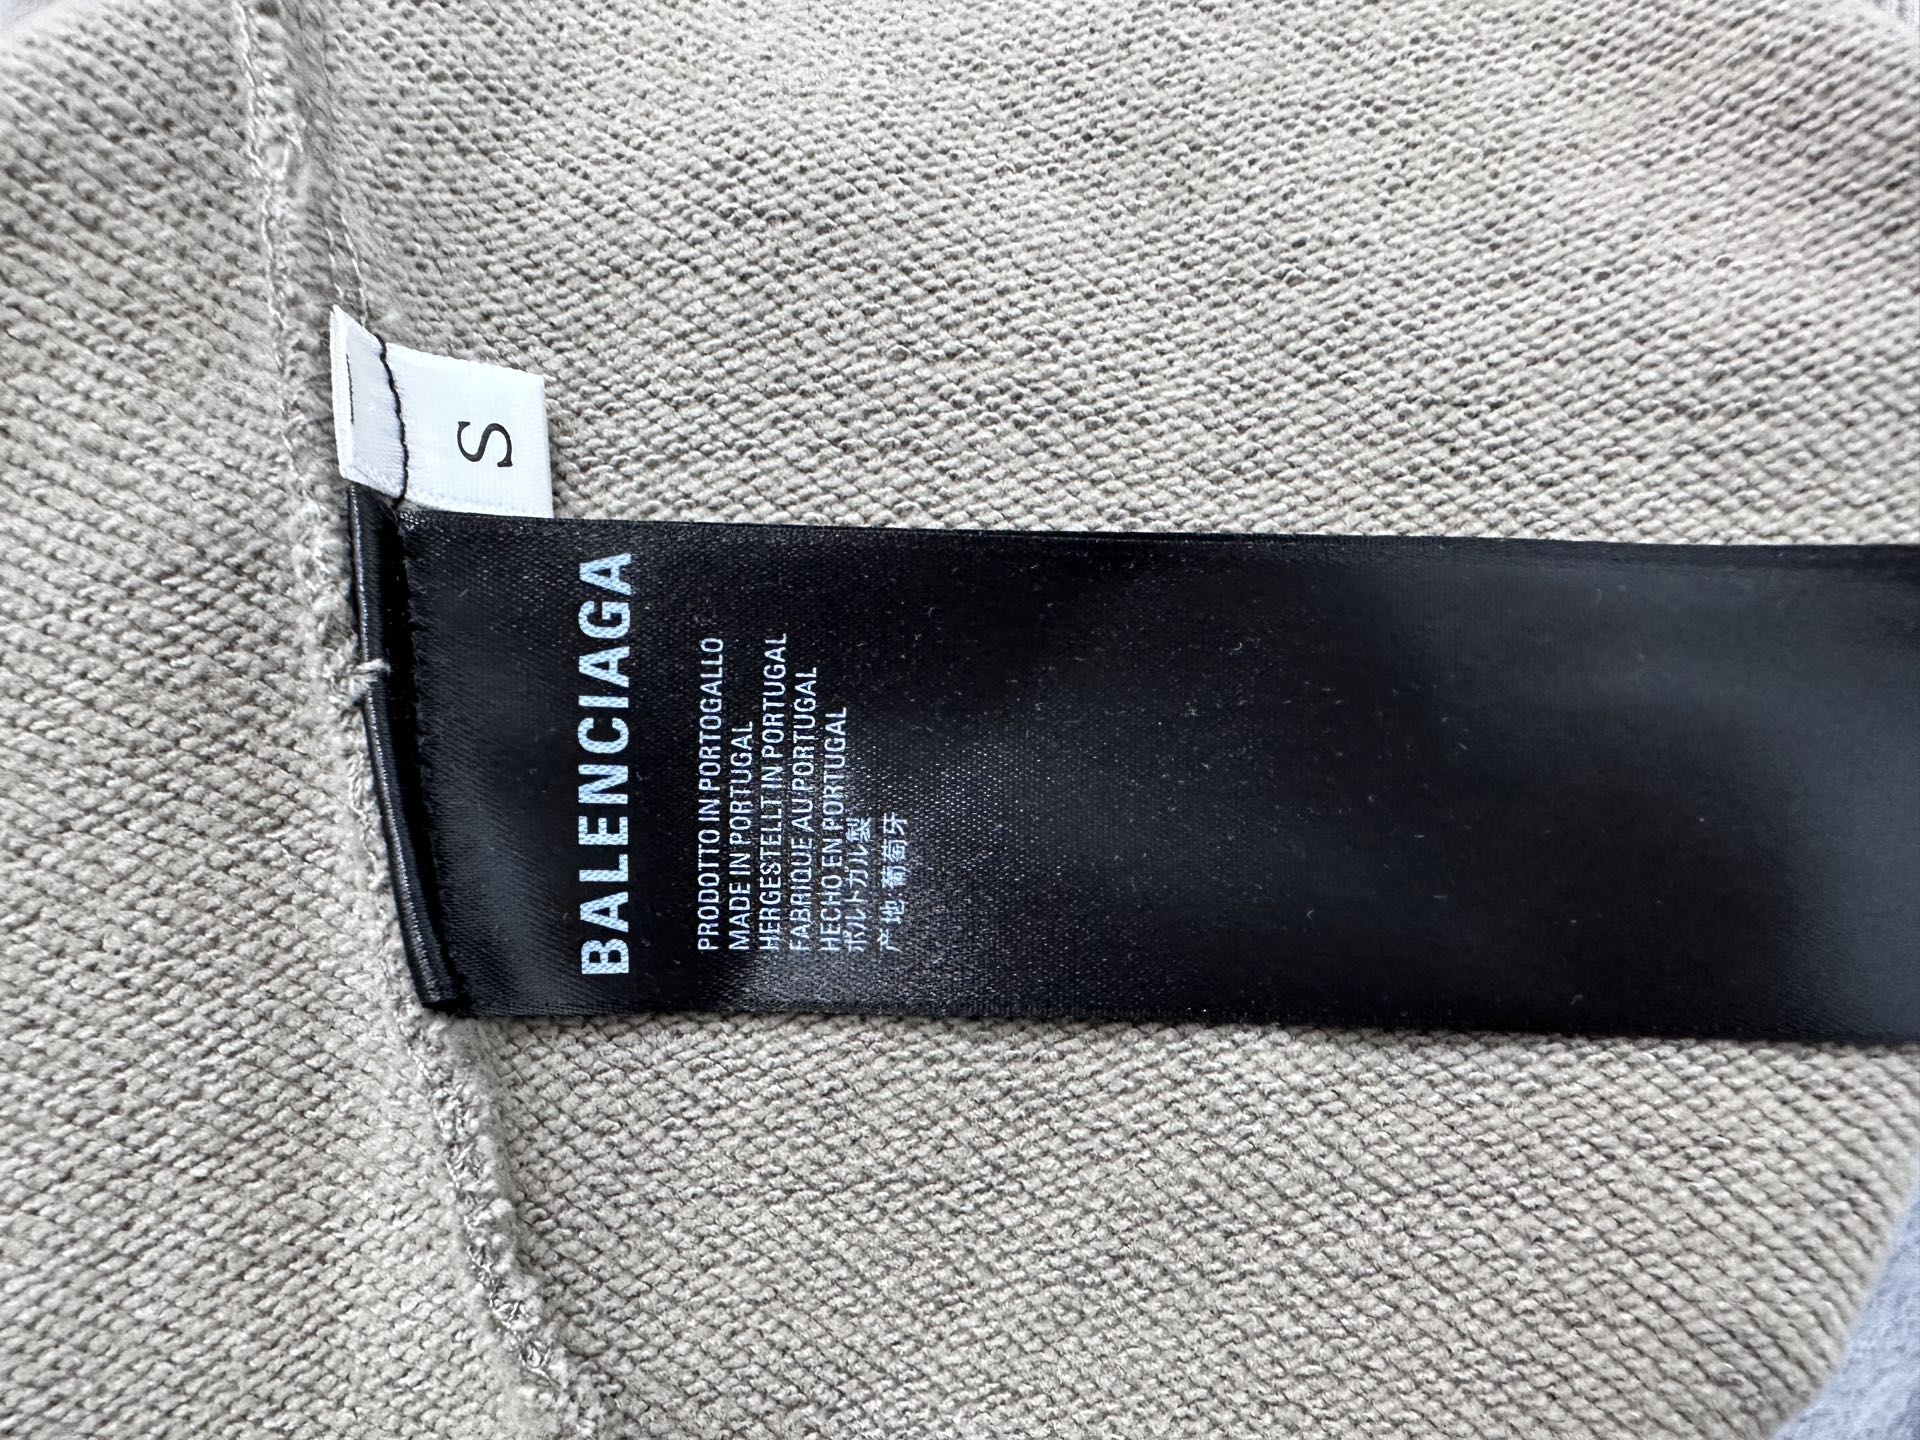 S
BALENCIAGA
PRODOTTO IN PORTOGALLO
MADE IN PORTUGAL
HERGESTELLT IN PORTUGAL
FABRIQUE AU PORTUGAL
HECHO EN PORTUGAL
ポルトガル製
产地 葡萄牙